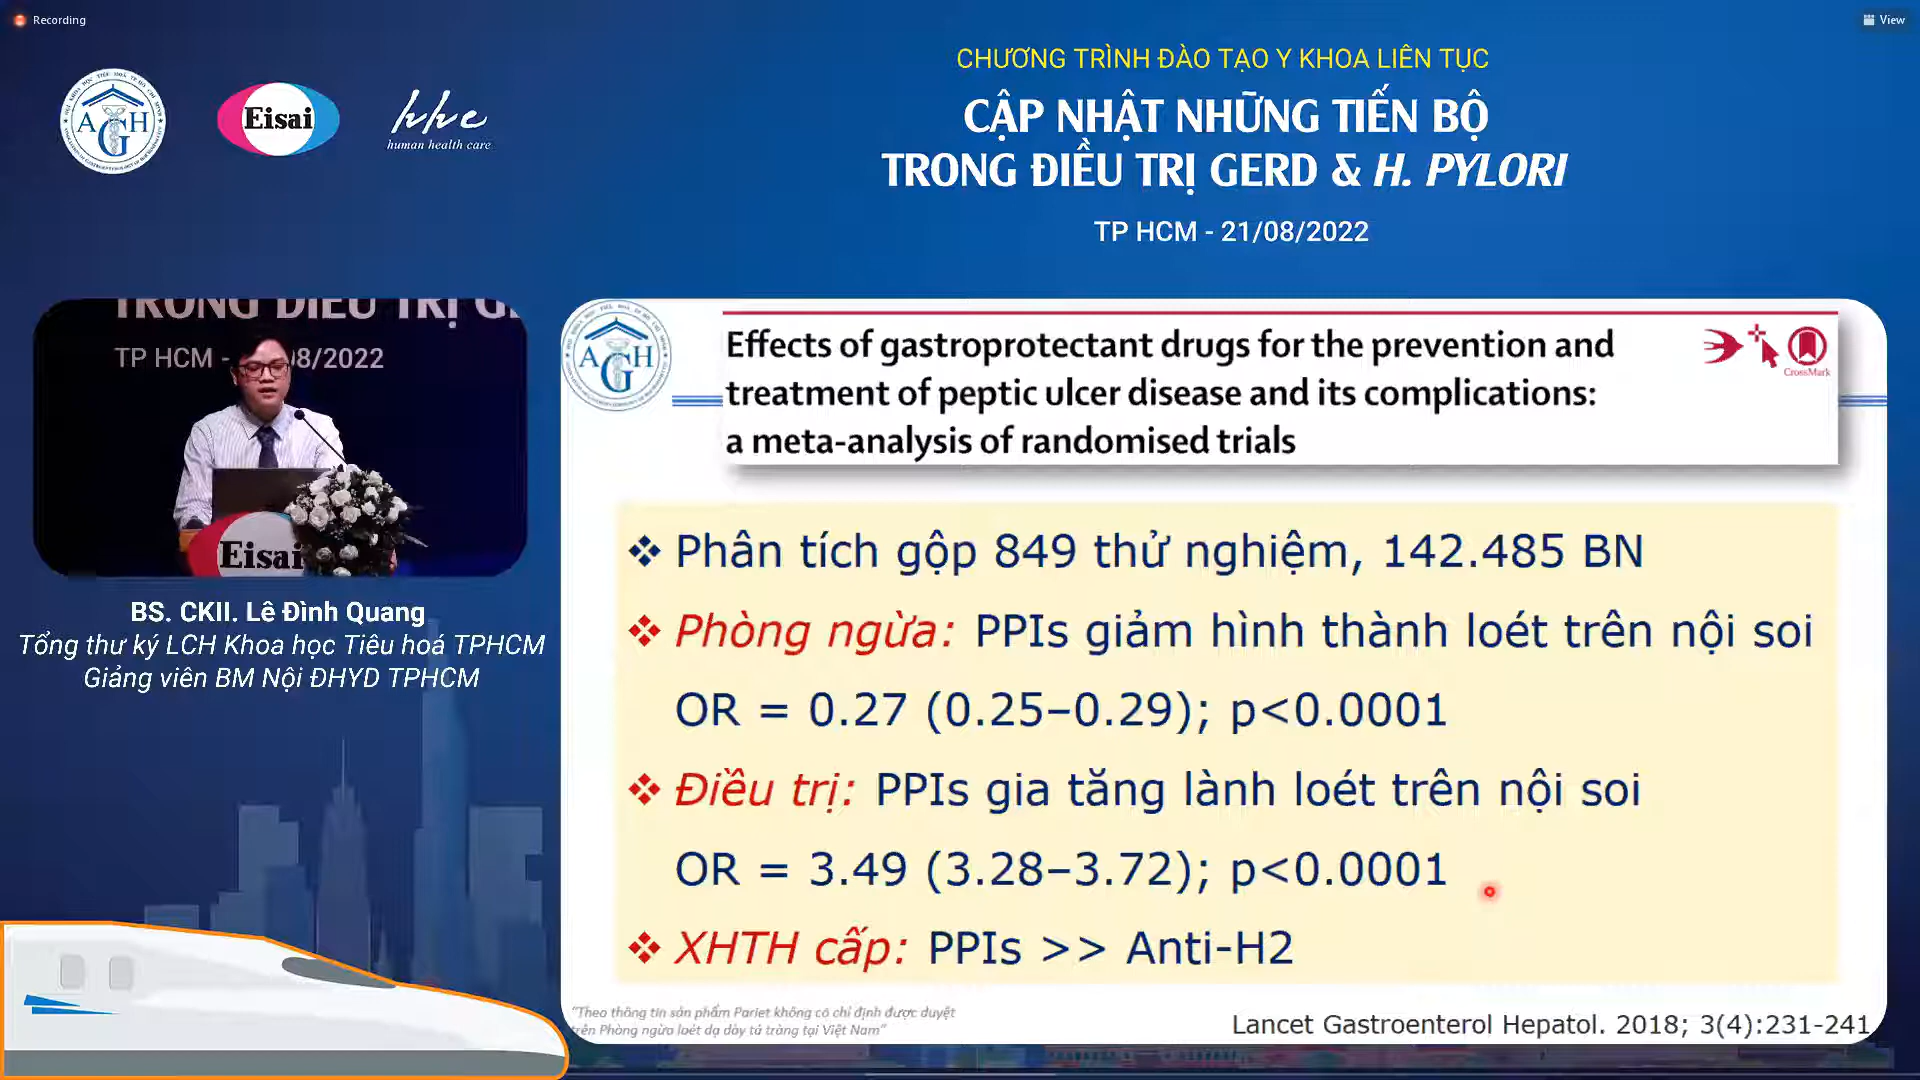 Recording
View
AGH
Eisai
hhc
human health care
CHƯƠNG TRÌNH ĐÀO TẠO Y KHOA LIÊN TỤC
CẬP NHẬT NHỮNG TIẾN BỘ
TRONG ĐIỀU TRỊ GERD & H. PYLORI
TP HCM - 21/08/2022
TRONG ĐIỀU TRỊ G
TP HCM - 08/2022
Eisai
BS. CKII. Lê Đình Quang
Tổng thư ký LCH Khoa học Tiêu hoá TPHCM
Giảng viên BM Nội ĐHYD TPHCM
AGH
Effects of gastroprotectant drugs for the prevention and
treatment of peptic ulcer disease and its complications:
a meta-analysis of randomised trials
CrossMark
❖ Phân tích gộp 849 thử nghiệm, 142.485 BN
❖ Phòng ngừa: PPIs giảm hình thành loét trên nội soi
OR = 0.27 (0.25–0.29); p<0.0001
❖ Điều trị: PPIs gia tăng lành loét trên nội soi
OR = 3.49 (3.28–3.72); p<0.0001
❖ XHTH cấp: PPIs >> Anti-H2
"Theo thông tin sản phẩm Pariet không có chỉ định được duyệt
trên Phòng ngừa loét dạ dày tá tràng tại Việt Nam"
Lancet Gastroenterol Hepatol. 2018; 3(4):231-241